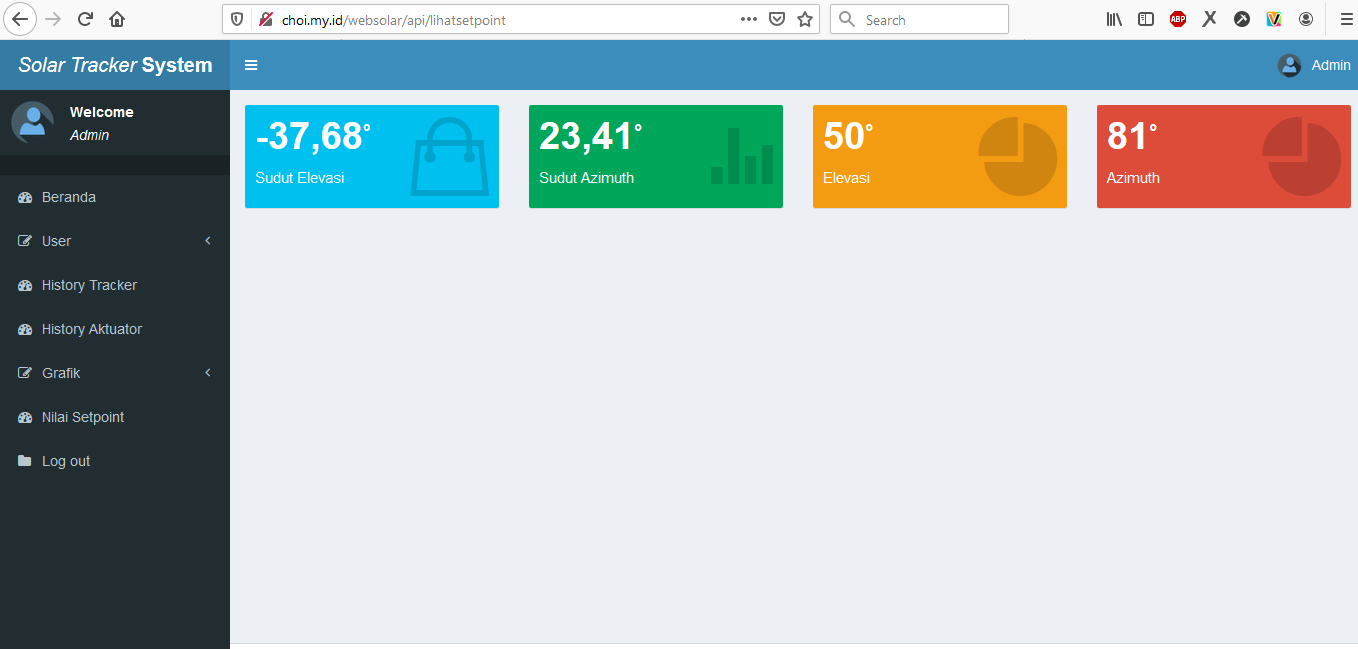 choi.my.id/websolar/api/lihatsetpoint
Search
ABP
Solar Tracker System
Admin
Welcome
Admin
Beranda
User
History Tracker
History Aktuator
Grafik
Nilai Setpoint
Log out
-37,68°
Sudut Elevasi
23,41°
Sudut Azimuth
50°
Elevasi
81°
Azimuth